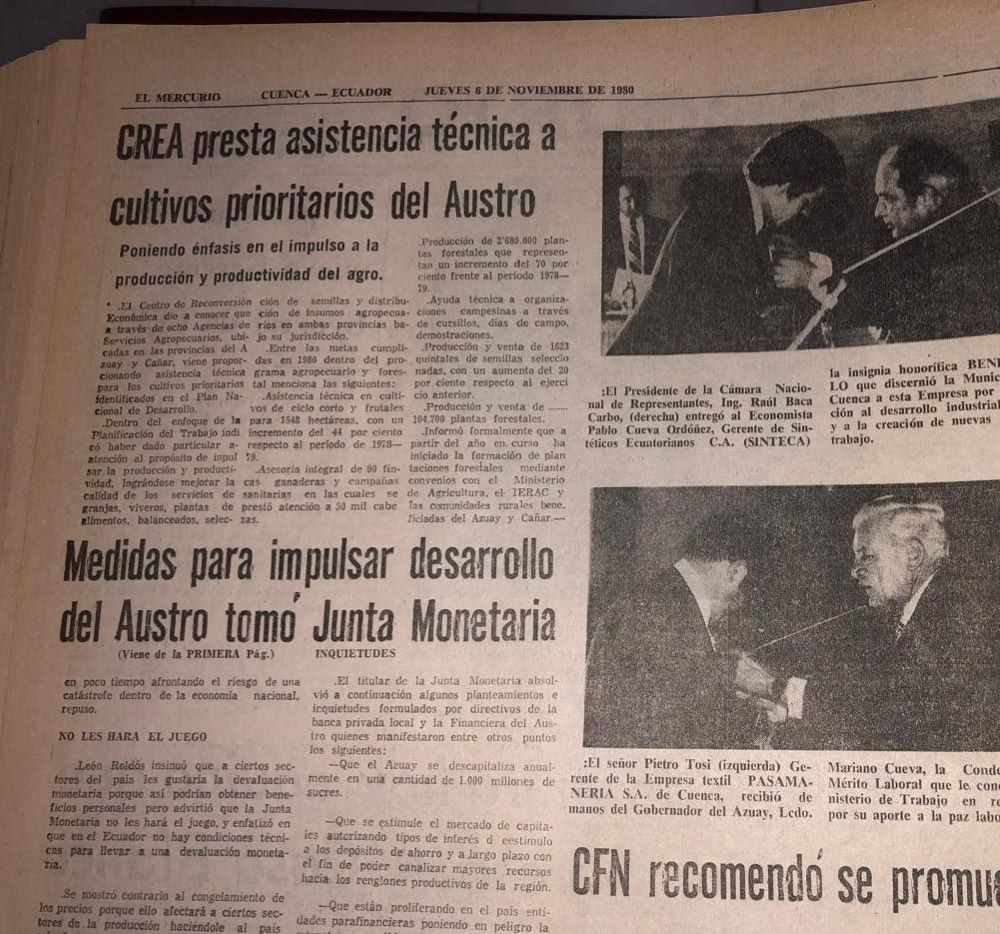 EL MERCURIO CUENCA — ECUADOR JUEVES 6 DE NOVIEMBRE DE 1980
CREA presta asistencia técnica a
cultivos prioritarios del Austro
Poniendo énfasis en el impulso a la
producción y productividad del agro.
.El Centro de Reconversión
Económica dio a conocer que
a través de ocho Agencias de
Servicios Agropecuarios, ubi
cadas en las provincias del A
zuay y Cañar, viene propor-
cionando asistencia técnica
para los cultivos prioritarios
identificados en el Plan Na-
cional de Desarrollo.
.Dentro del enfoque de la
Planificación del Trabajo indi
có haber dado particular a-
atención al propósito de inpul
sar la producción y producti-
vidad, lográndose mejorar la
calidad de los servicios de
granjas, viveros, plantas de
alimentos, balanceados, selec-
ción de semillas y distribu-
ción de insumos agropecua-
rios en ambas provincias ba-
jo su jurisdicción.
.Entre las metas cumpli-
das en 1980 dentro del pro-
grama agropecuario y fores-
tal menciona las siguientes:
.Asistencia técnica en culti-
vos de ciclo corto y frutales
para 3548 hectáreas, con un
incremento del 44 por ciento
respecto al período de 1978—
79.
.Asesoría integral de 90 fin-
cas ganaderas y campañas
sanitarias en las cuales se
prestó atención a 50 mil cabe
zas.
.Producción de 2'680.000 plan-
tas forestales que represen-
tan un incremento del 70 por
ciento frente al período 1978—
79.
.Ayuda técnica a organiza-
ciones campesinas a través
de cursillos, días de campo,
demostraciones.
.Producción y venta de 1623
quintales de semillas seleccio
nadas, con un aumento del 20
por ciento respecto al ejerci
cio anterior.
.Producción y venta de .......
104.700 plantas forestales.
.Informó formalmente que a
partir del año en curso ha
iniciado la formación de plan
taciones forestales mediante
convenios con el Ministerio
de Agricultura, el IERAC y
las comunidades rurales bene.
ficiadas del Azuay y Cañar.—
:El Presidente de la Cámara Nacio-
nal de Representantes, Ing. Raúl Baca
Carbo, (derecha) entregó al Economista
Pablo Cueva Ordóñez, Gerente de Sin-
téticos Ecuatorianos C.A. (SINTECA)
la insignia honorífica BENI
LO que discernió la Munic
Cuenca a esta Empresa por
ción al desarrollo industrial
y a la creación de nuevas
trabajo.
Medidas para impulsar desarrollo
del Austro tomó Junta Monetaria
(Viene de la PRIMERA Pág.)
en poco tiempo afrontando el riesgo de una
catástrofe dentro de la economía nacional,
repuso.
NO LES HARA EL JUEGO
.León Roldós insinuó que a ciertos sec-
tores del país les gustaría la devaluación
monetaria porque así podrían obtener bene-
ficios personales pero advirtió que la Junta
Monetaria no les hará el juego, y enfatizó en
que en el Ecuador no hay condiciones técni-
cas para llevar a una devaluación moneta-
ria.
.Se mostró contrario al congelamiento de
los precios porque ello afectará a ciertos sec-
tores de la producción haciéndole al país
INQUIETUDES
.El titular de la Junta Monetaria absol-
vió a continuación algunos planteamientos e
inquietudes formulados por directivos de la
banca privada local y la Financiera del Aus-
tro quienes manifestaron entre otros puntos
los siguientes:
—Que el Azuay se descapitaliza anual-
mente en una cantidad de 1.000 millones de
sucres.
—Que se estimule el mercado de capita-
les autorizando tipos de interés d eestímulo
a los depósitos de ahorro y a largo plazo con
el fin de poder canalizar mayores recursos
hacia los renglones productivos de la región.
—Que están proliferando en el país enti-
dades parafinancieras poniendo en peligro la
:El señor Pietro Tosi (izquierda) Ge-
rente de la Empresa textil PASAMA-
NERIA S.A. de Cuenca, recibió de
manos del Gobernador del Azuay, Lcdo.
Mariano Cueva, la Conde
Mérito Laboral que le con
nisterio de Trabajo en re
por su aporte a la paz labo
CFN recomendó se promue